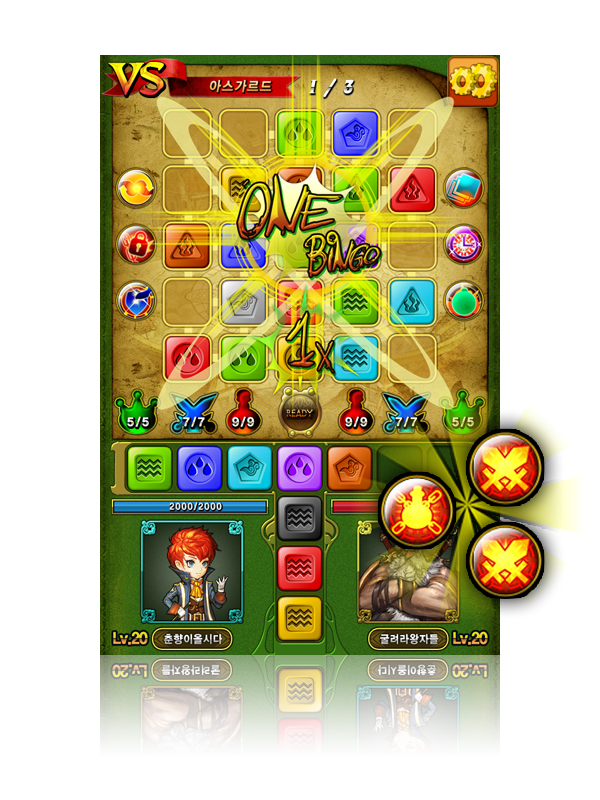 VS
아스가르드
1 / 3
ONE
BINGO
1X
5/5
7/7
9/9
READY
9/9
7/7
5/5
2000/2000
Lv.20
춘향이올시다
굴려라왕자들
Lv.20